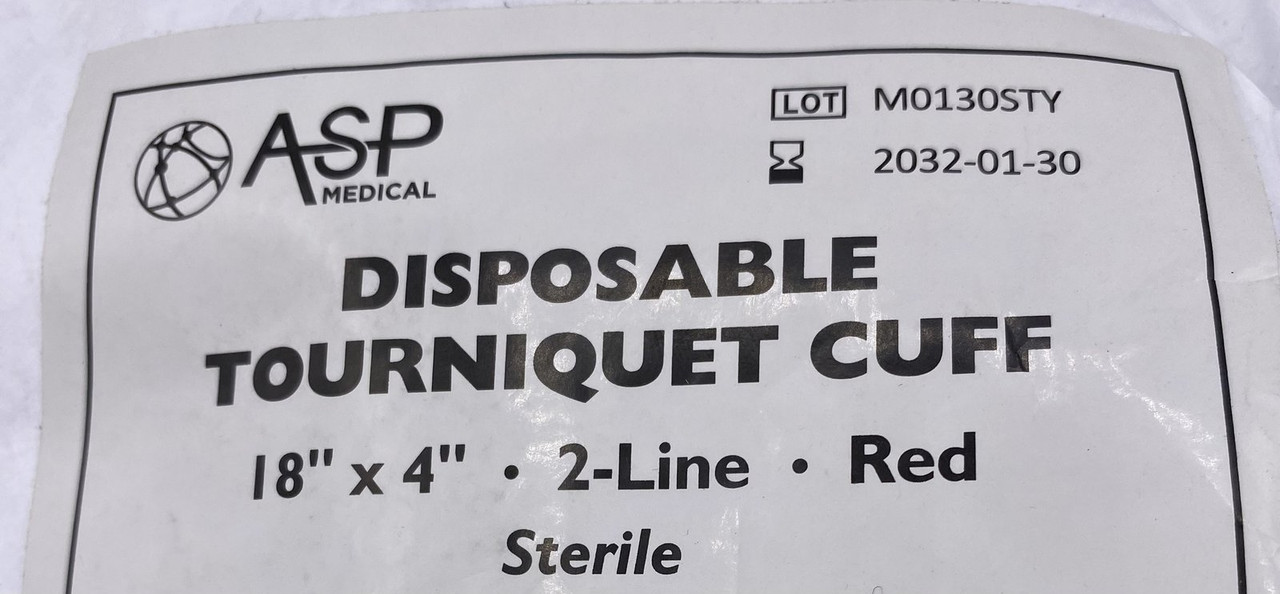 ASP
MEDICAL
LOT M0130STY
2032-01-30
DISPOSABLE
TOURNIQUET CUFF
18" x 4" • 2-Line • Red
Sterile